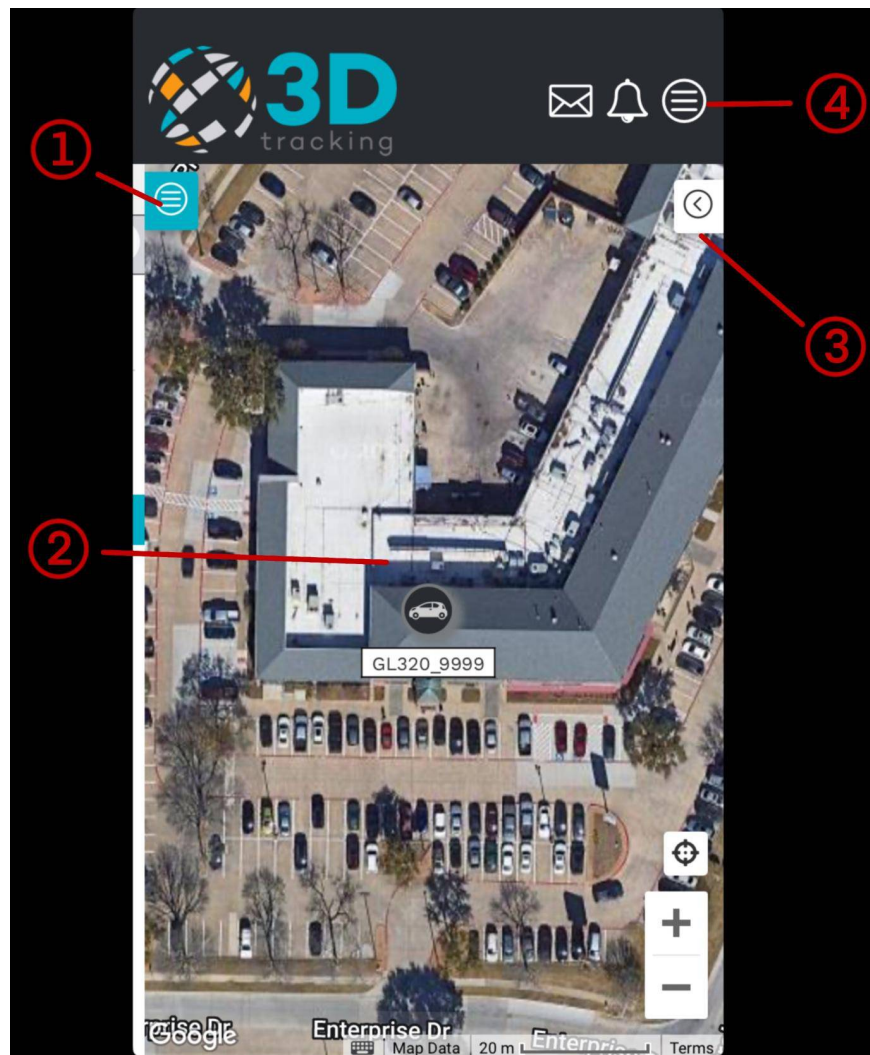 3D
tracking
④
①
③
②
GL320_9999
Enterprise Dr
Google
Map Data
20 m
Terms